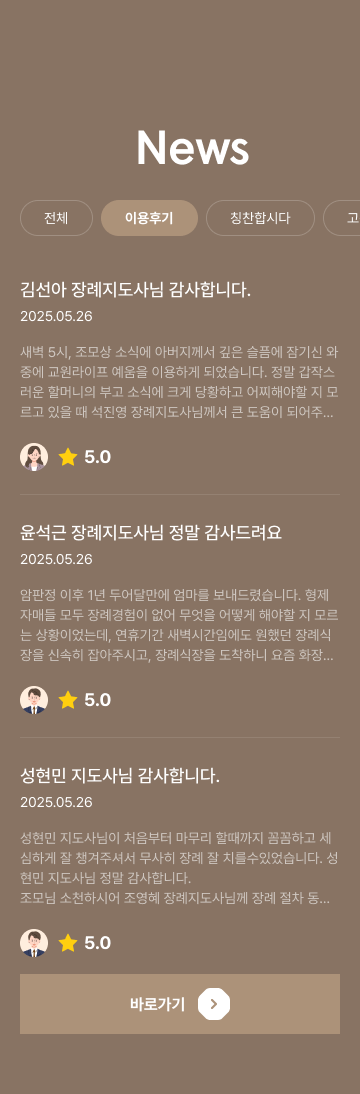 News
전체
이용후기
칭찬합시다
고
김선아 장례지도사님 감사합니다.
2025.05.26
새벽 5시, 조모상 소식에 아버지께서 깊은 슬픔에 잠기신 와
중에 교원라이프 예움을 이용하게 되었습니다. 정말 갑작스
러운 할머니의 부고 소식에 크게 당황하고 어찌해야할 지 모
르고 있을 때 석진영 장례지도사님께서 큰 도움이 되어주...
5.0
윤석근 장례지도사님 정말 감사드려요
2025.05.26
암판정 이후 1년 두어달만에 엄마를 보내드렸습니다. 형제
자매들 모두 장례경험이 없어 무엇을 어떻게 해야할 지 모르
는 상황이었는데, 연휴기간 새벽시간임에도 원했던 장례식
장을 신속히 잡아주시고, 장례식장을 도착하니 요즘 화장...
5.0
성현민 지도사님 감사합니다.
2025.05.26
성현민 지도사님이 처음부터 마무리 할때까지 꼼꼼하고 세
심하게 잘 챙겨주셔서 무사히 장례 잘 치를수있었습니다. 성
현민 지도사님 정말 감사합니다.
조모님 소천하시어 조영혜 장례지도사님께 장례 절차 동...
5.0
바로가기